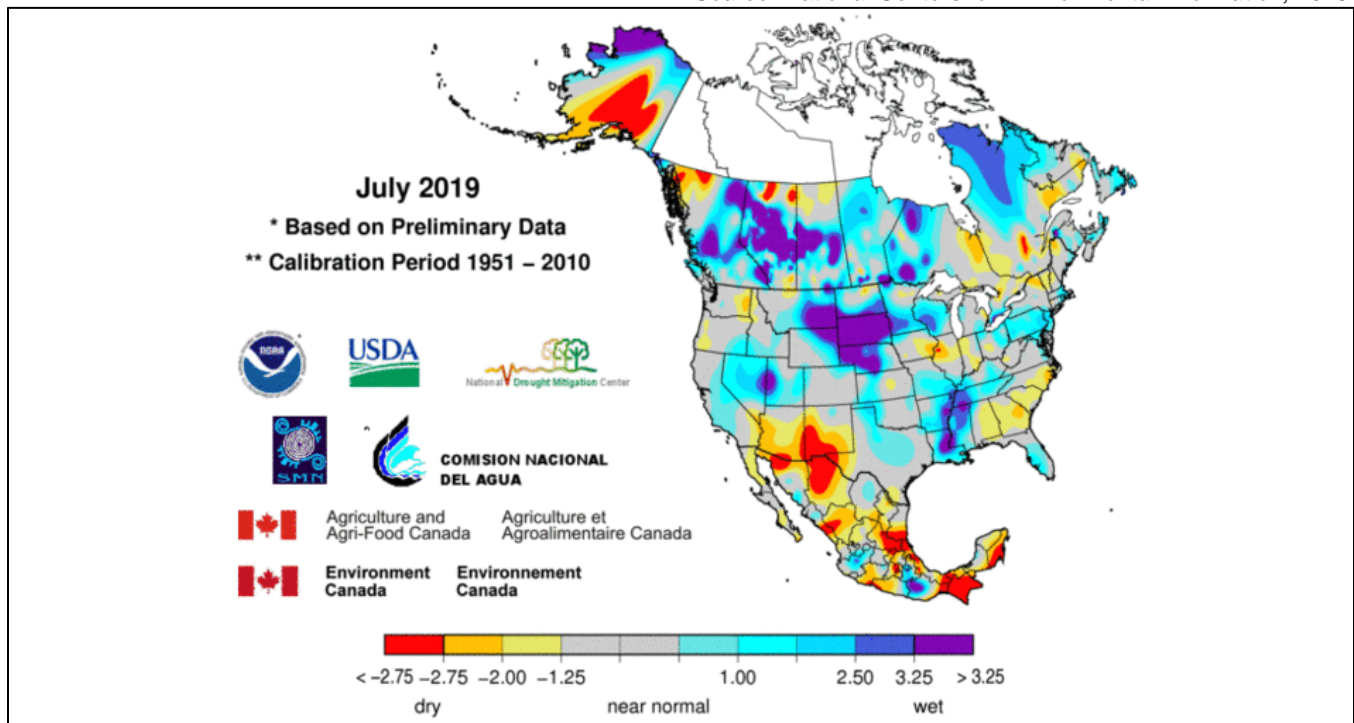 July 2019
* Based on Preliminary Data
** Calibration Period 1951 – 2010
USDA
National Drought Mitigation Center
SMN
COMISION NACIONAL
DEL AGUA
Agriculture and Agriculture et
Agri-Food Canada Agroalimentaire Canada
Environment Environnement
Canada Canada
< −2.75 −2.75 −2.00 −1.25 1.00 2.50 3.25 > 3.25
dry near normal wet